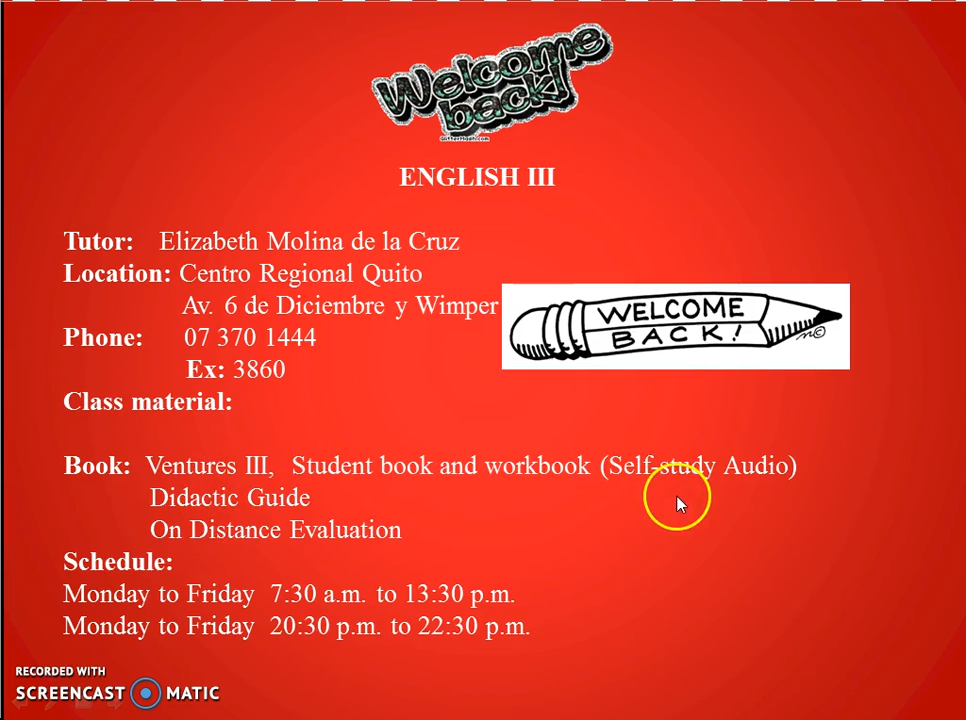 Welcome
back!
ENGLISH III
Tutor: Elizabeth Molina de la Cruz
Location: Centro Regional Quito
Av. 6 de Diciembre y Wimper
WELCOME
BACK!
Phone: 07 370 1444
Ex: 3860
Class material:
Book: Ventures III, Student book and workbook (Self-study Audio)
Didactic Guide
On Distance Evaluation
Schedule:
Monday to Friday 7:30 a.m. to 13:30 p.m.
Monday to Friday 20:30 p.m. to 22:30 p.m.
RECORDED WITH
SCREENCAST MATIC